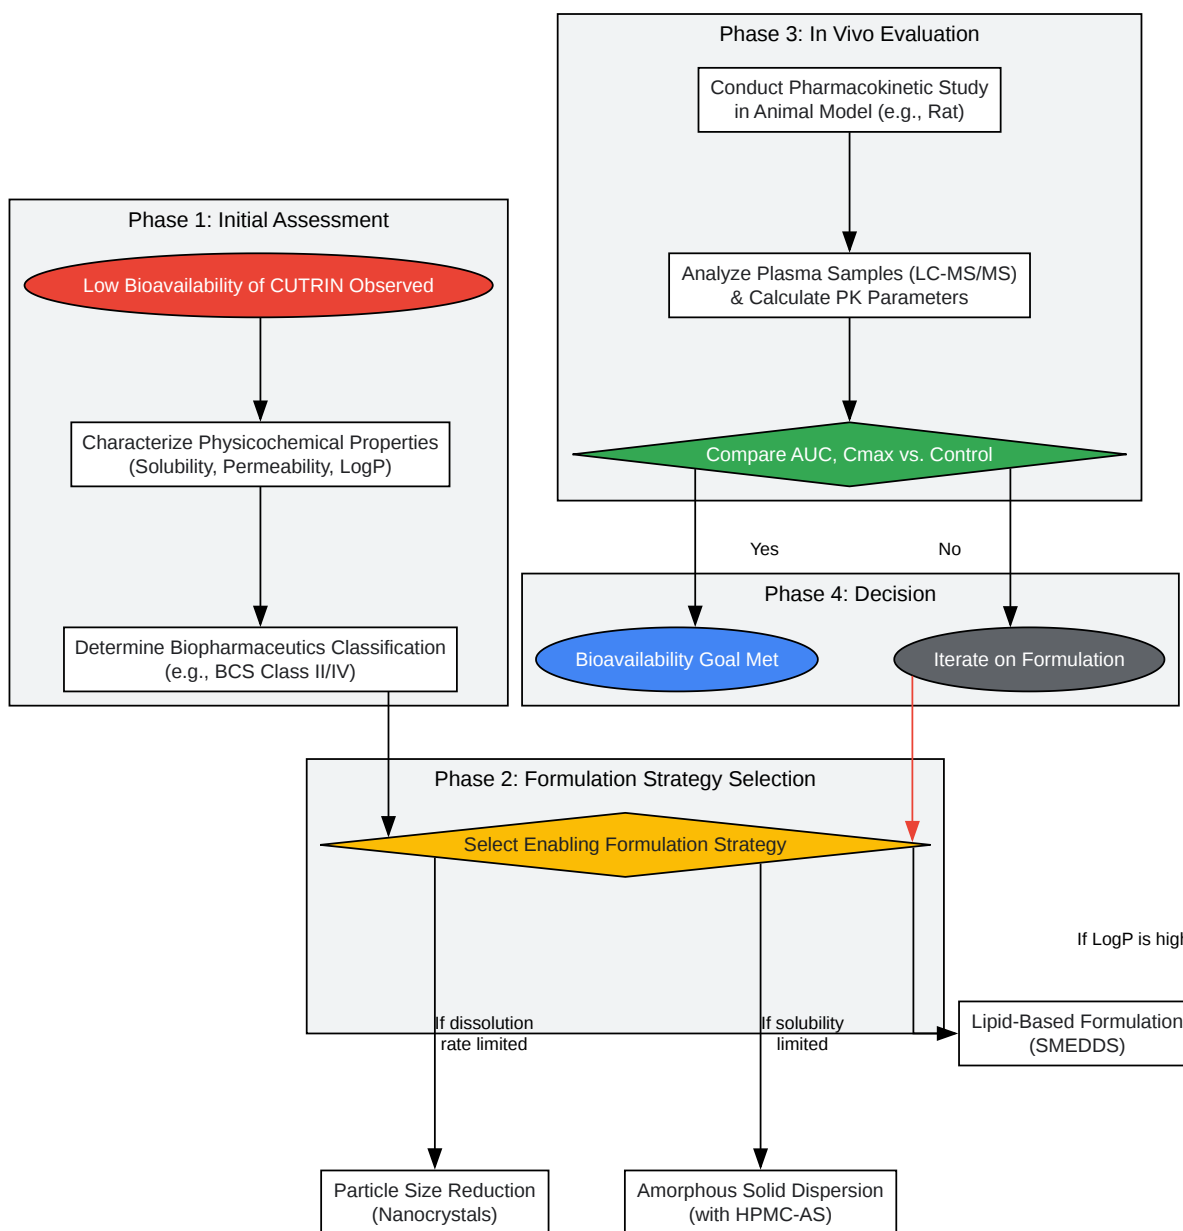 Phase 3: In Vivo Evaluation
Conduct Pharmacokinetic Study
in Animal Model (e.g., Rat)
Analyze Plasma Samples (LC-MS/MS)
& Calculate PK Parameters
Compare AUC, Cmax vs. Control
Yes
No
Phase 1: Initial Assessment
Low Bioavailability of CUTRIN Observed
Characterize Physicochemical Properties
(Solubility, Permeability, LogP)
Determine Biopharmaceutics Classification
(e.g., BCS Class II/IV)
Phase 4: Decision
Bioavailability Goal Met
Iterate on Formulation
Phase 2: Formulation Strategy Selection
Select Enabling Formulation Strategy
If dissolution
rate limited
If solubility
limited
If LogP is high
Lipid-Based Formulation
(SMEDDS)
Particle Size Reduction
(Nanocrystals)
Amorphous Solid Dispersion
(with HPMC-AS)